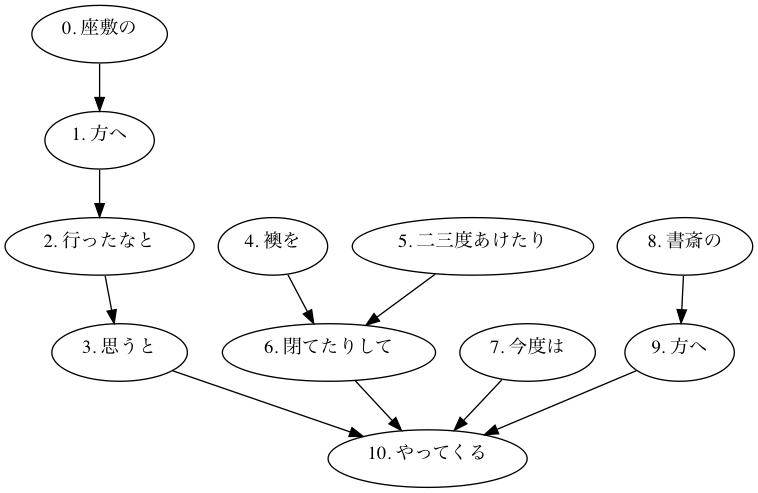 0. 座敷の
1. 方へ
2. 行ったなと
4. 襖を
5. 二三度あけたり
8. 書斎の
3. 思うと
6. 閉てたりして
7. 今度は
9. 方へ
10. やってくる